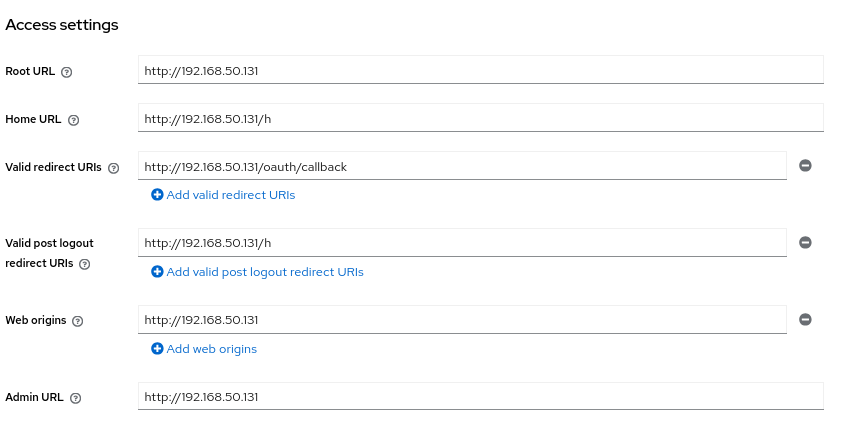 Access settings
Root URL
http://192.168.50.131
Home URL
http://192.168.50.131/h
Valid redirect URIs
http://192.168.50.131/oauth/callback
Add valid redirect URIs
Valid post logout
redirect URIs
http://192.168.50.131/h
Add valid post logout redirect URIs
Web origins
http://192.168.50.131
Add web origins
Admin URL
http://192.168.50.131